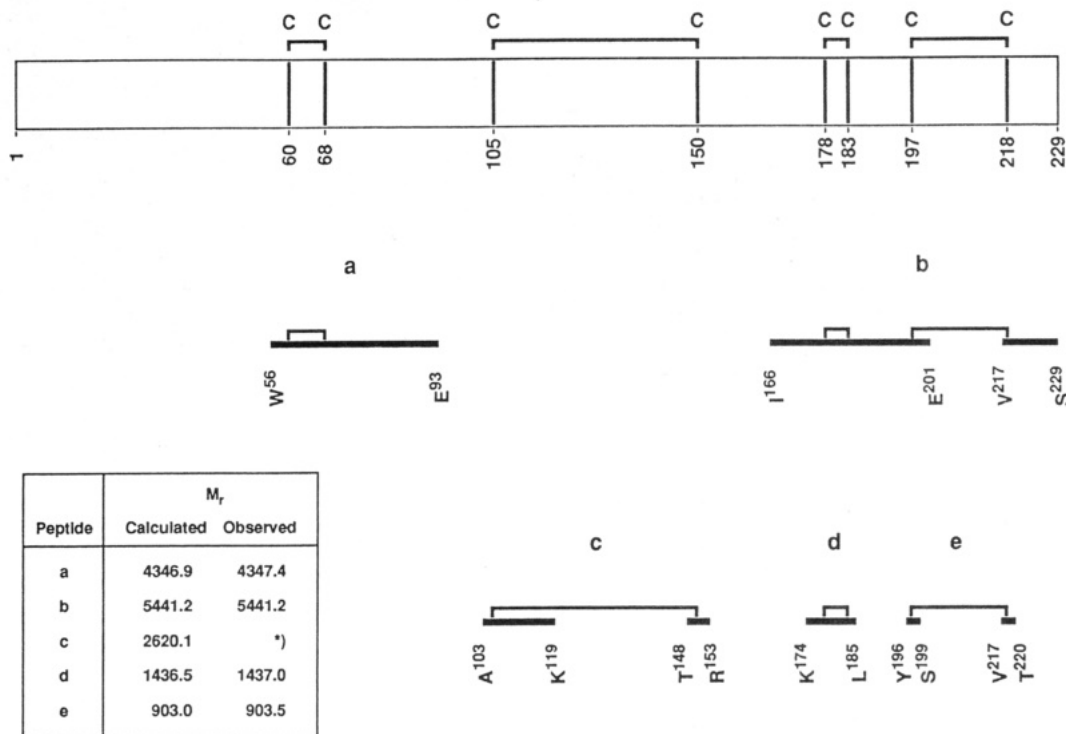 C C C C C C C C
1 60 68 105 150 178 183 197 218 229
a b
W56 E93 I166 E201 V217 S229
Mr
Peptide Calculated Observed
a 4346.9 4347.4
b 5441.2 5441.2
c 2620.1 *)
d 1436.5 1437.0
e 903.0 903.5
c d e
A103 K119 T148 R153 K174 L185 Y196 S199 V217 T220